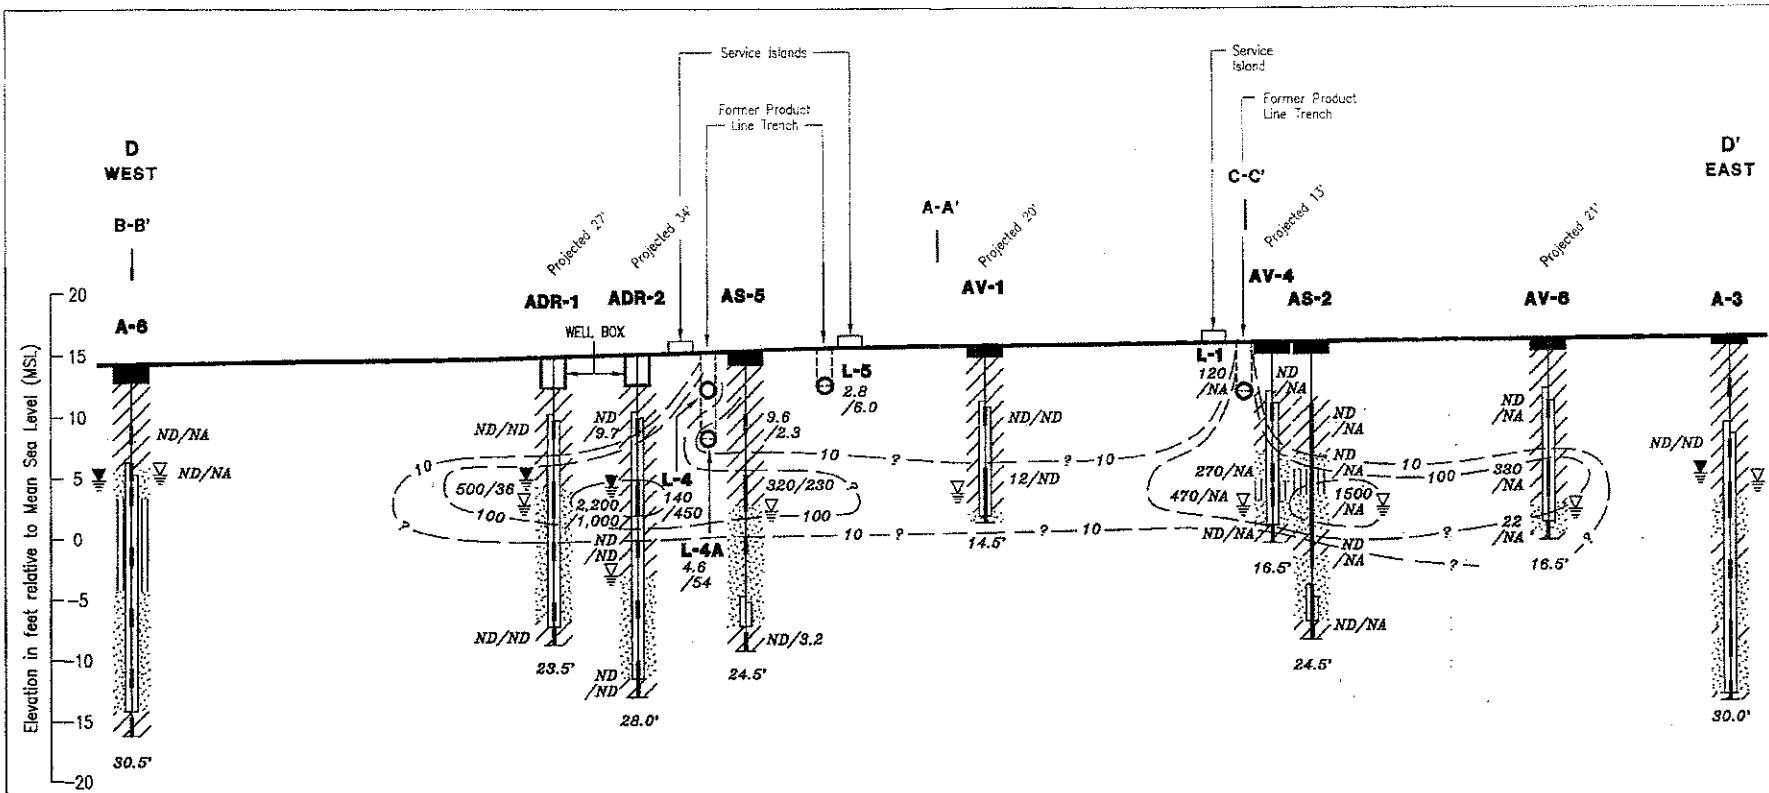 Service Islands
Service
Island
Former Product
Line Trench
Former Product
Line Trench
D
WEST
D'
EAST
B-B'
A-A'
C-C'
Projected 27'
Projected 34'
Projected 20'
Projected 13'
Projected 21'
A-6
ADR-1
ADR-2
AS-5
AV-1
AV-4
AS-2
AV-6
A-3
WELL BOX
L-5
2.8
/6.0
L-1
120
/NA
ND
/NA
Elevation in feet relative to Mean Sea Level (MSL)
20
15
10
5
0
-5
-10
-15
-20
ND/NA
ND/NA
ND/ND
ND
/9.7
9.6
/2.3
ND/ND
ND
/NA
ND
/NA
ND/ND
10
10
?
?
10
10
ND
/NA
500/36
2,200
/1,000
L-4
140
/450
320/230
?
12/ND
270/NA
470/NA
1500
/NA
100
330
/NA
?
100
100
?
10
?
?
10
22
/NA
?
?
?
ND
/ND
L-4A
4.6
/54
ND/NA
ND
/NA
14.5'
16.5'
16.5'
ND/ND
ND/3.2
ND/NA
23.5'
ND
/ND
24.5'
24.5'
28.0'
30.0'
30.5'